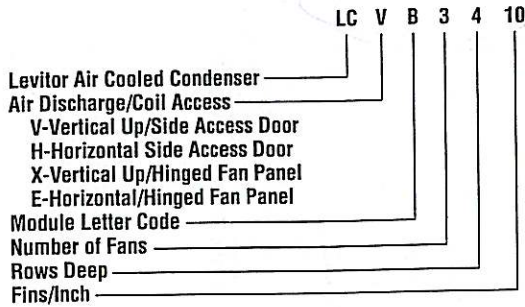 LC V B 3 4 10
Levitor Air Cooled Condenser
Air Discharge/Coil Access
V-Vertical Up/Side Access Door
H-Horizontal Side Access Door
X-Vertical Up/Hinged Fan Panel
E-Horizontal/Hinged Fan Panel
Module Letter Code
Number of Fans
Rows Deep
Fins/Inch